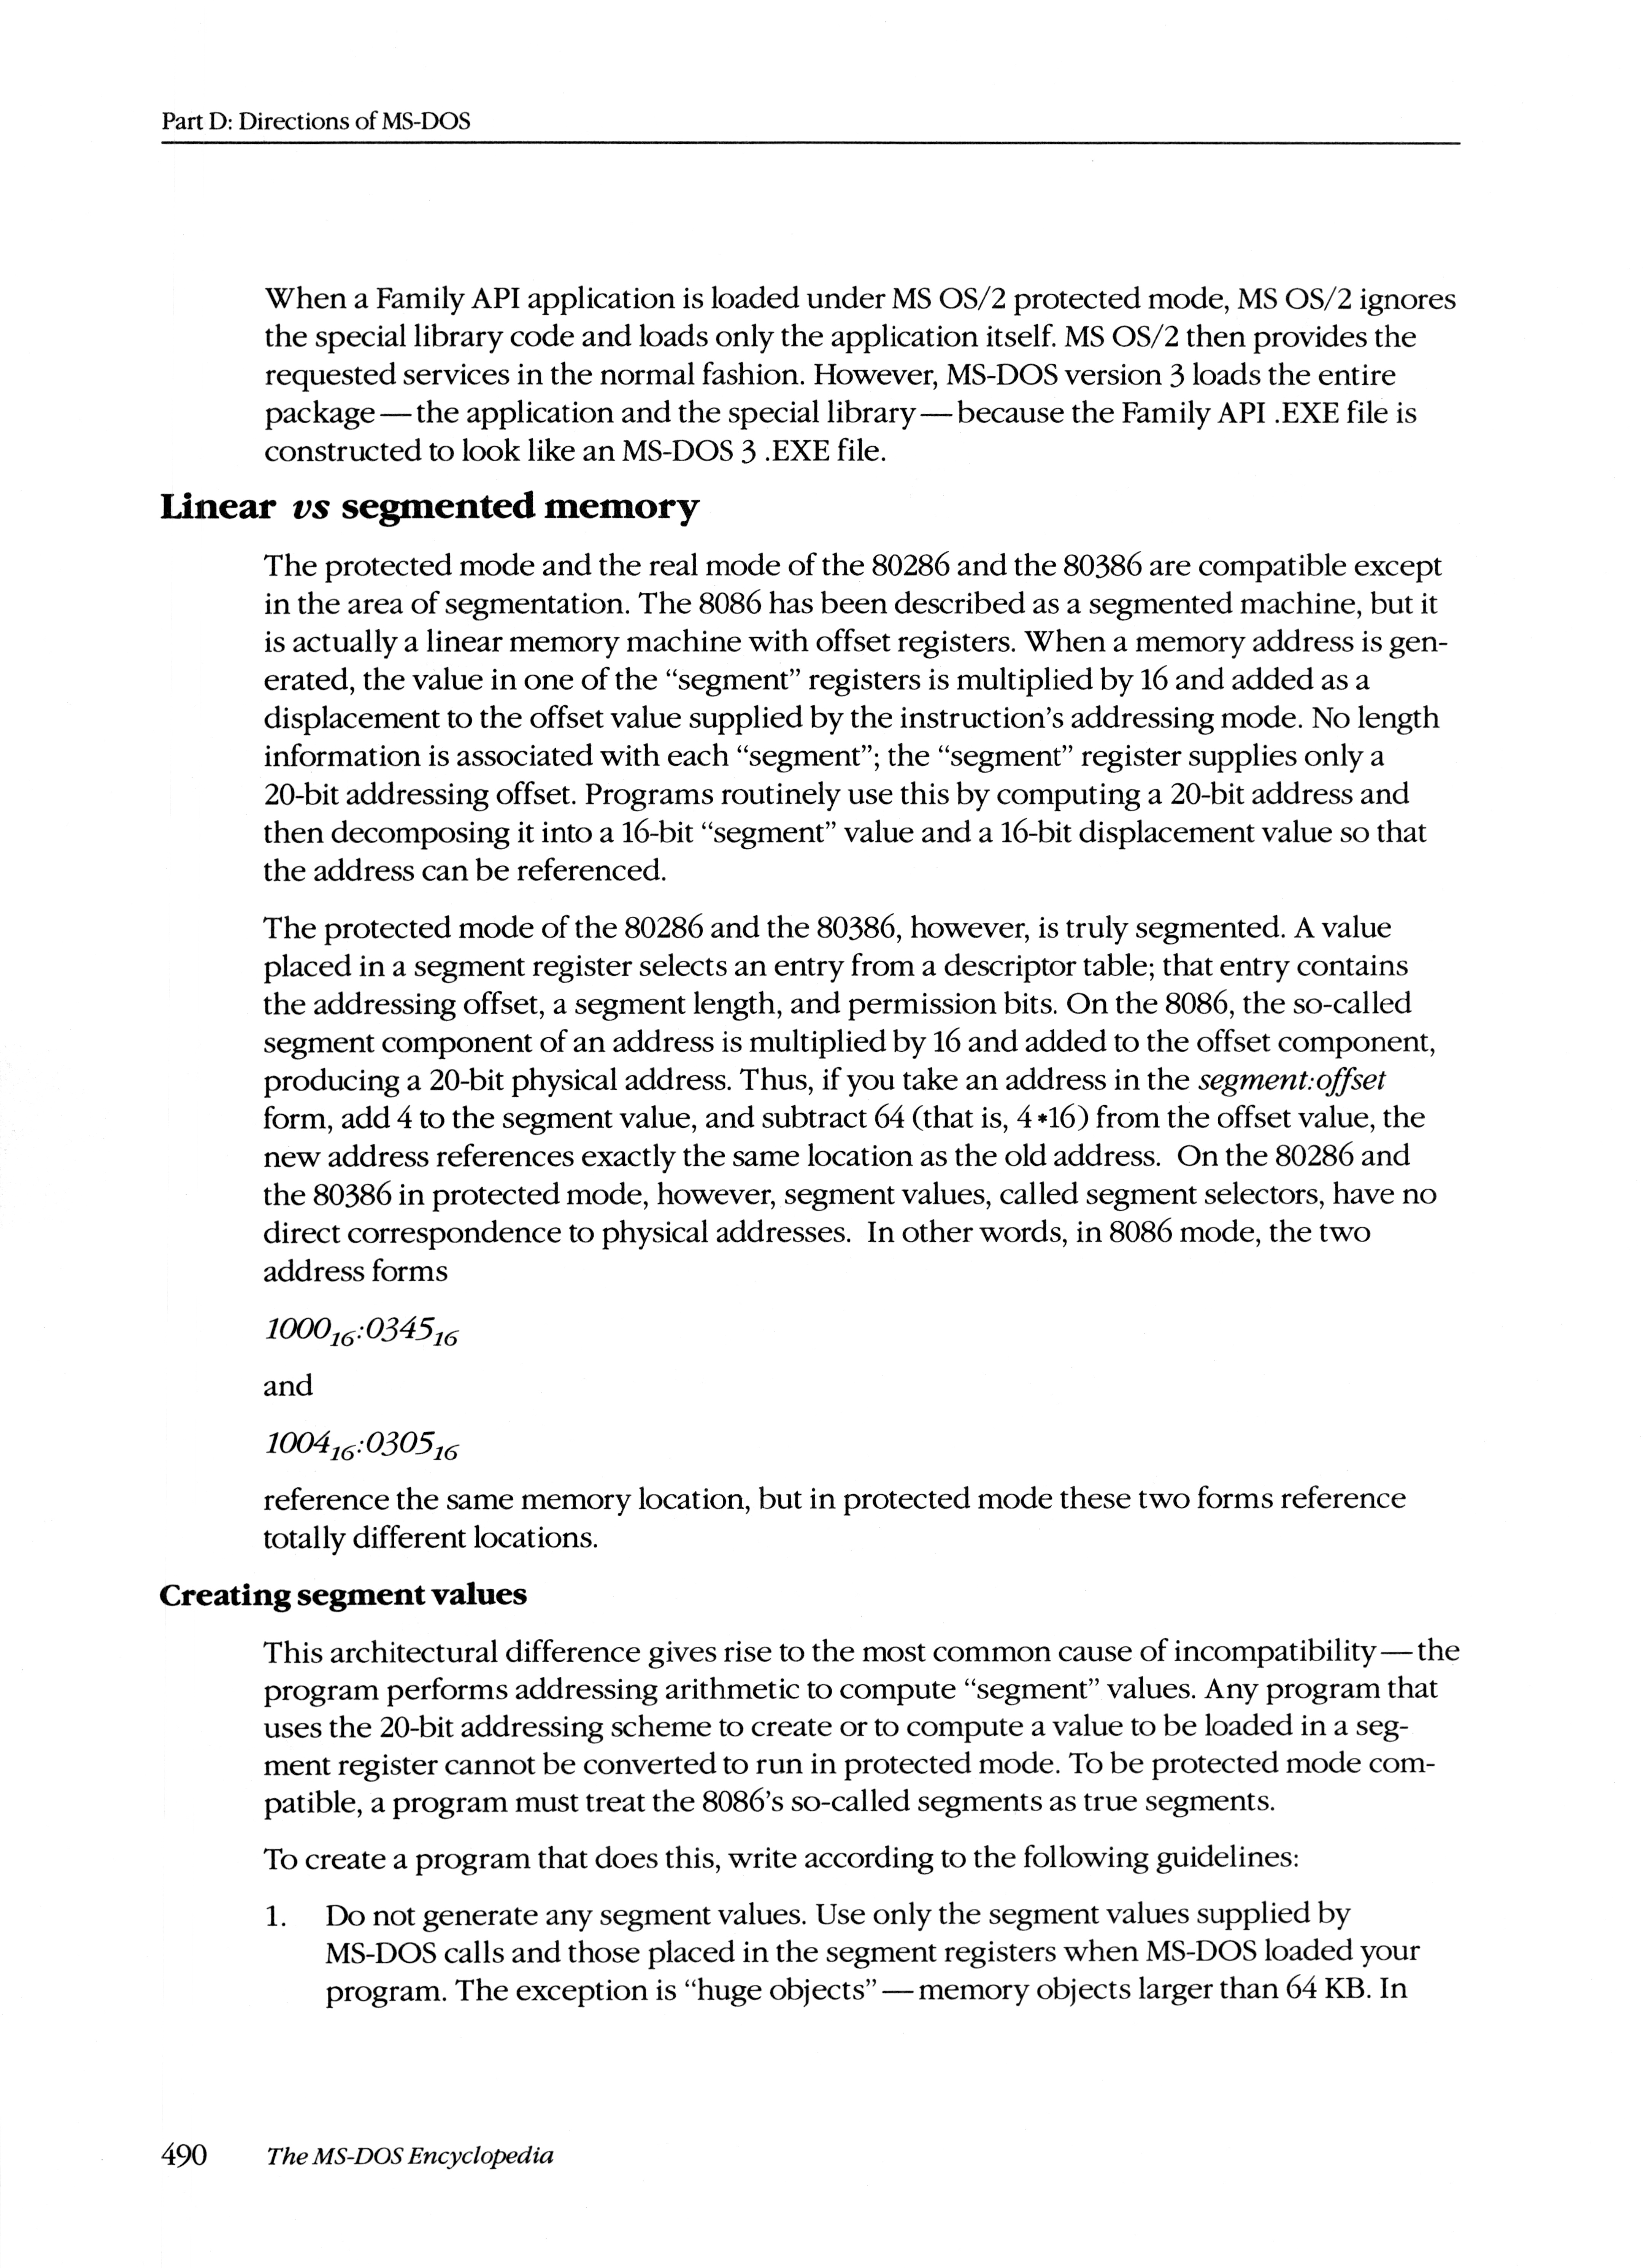 Part D: Directions of MS-DOS
When a Family API application is loaded under MS OS/2 protected mode, MS OS/2 ignores
the special library code and loads only the application itself. MS OS/2 then provides the
requested services in the normal fashion. However, MS-DOS version 3 loads the entire
package — the application and the special library — because the Family API .EXE file is
constructed to look like an MS-DOS 3 .EXE file.
Linear vs segmented memory
The protected mode and the real mode of the 80286 and the 80386 are compatible except
in the area of segmentation. The 8086 has been described as a segmented machine, but it
is actually a linear memory machine with offset registers. When a memory address is gen-
erated, the value in one of the “segment” registers is multiplied by 16 and added as a
displacement to the offset value supplied by the instruction’s addressing mode. No length
information is associated with each “segment”; the “segment” register supplies only a
20-bit addressing offset. Programs routinely use this by computing a 20-bit address and
then decomposing it into a 16-bit “segment” value and a 16-bit displacement value so that
the address can be referenced.
The protected mode of the 80286 and the 80386, however, is truly segmented. A value
placed in a segment register selects an entry from a descriptor table; that entry contains
the addressing offset, a segment length, and permission bits. On the 8086, the so-called
segment component of an address is multiplied by 16 and added to the offset component,
producing a 20-bit physical address. Thus, if you take an address in the segment:offset
form, add 4 to the segment value, and subtract 64 (that is, 4 *16) from the offset value, the
new address references exactly the same location as the old address. On the 80286 and
the 80386 in protected mode, however, segment values, called segment selectors, have no
direct correspondence to physical addresses. In other words, in 8086 mode, the two
address forms
1000₁₆:0345₁₆
and
1004₁₆:0305₁₆
reference the same memory location, but in protected mode these two forms reference
totally different locations.
Creating segment values
This architectural difference gives rise to the most common cause of incompatibility — the
program performs addressing arithmetic to compute “segment” values. Any program that
uses the 20-bit addressing scheme to create or to compute a value to be loaded in a seg-
ment register cannot be converted to run in protected mode. To be protected mode com-
patible, a program must treat the 8086’s so-called segments as true segments.
To create a program that does this, write according to the following guidelines:
1. Do not generate any segment values. Use only the segment values supplied by
MS-DOS calls and those placed in the segment registers when MS-DOS loaded your
program. The exception is “huge objects” — memory objects larger than 64 KB. In
490 The MS-DOS Encyclopedia